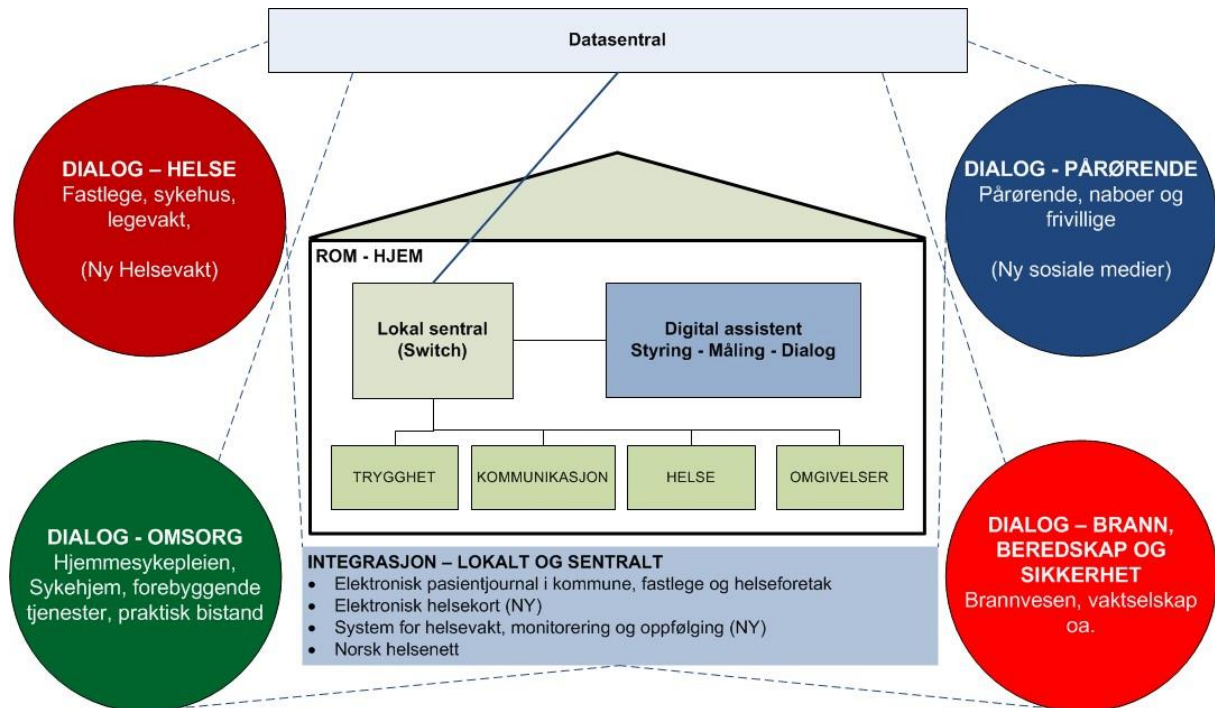 Datasentral
DIALOG – HELSE
Fastlege, sykehus,
legevakt,
(Ny Helsevakt)
DIALOG - PÅRØRENDE
Pårørende, naboer og
frivillige
(Ny sosiale medier)
ROM - HJEM
Lokal sentral
(Switch)
Digital assistent
Styring - Måling - Dialog
TRYGGHET
KOMMUNIKASJON
HELSE
OMGIVELSER
DIALOG - OMSORG
Hjemmesykepleien,
Sykehjem, forebyggende
tjenester, praktisk bistand
INTEGRASJON – LOKALT OG SENTRALT
• Elektronisk pasientjournal i kommune, fastlege og helseforetak
• Elektronisk helsekort (NY)
• System for helsevakt, monitorering og oppfølging (NY)
• Norsk helsenett
DIALOG – BRANN,
BEREDSKAP OG
SIKKERHET
Brannvesen, vaktselskap
oa.